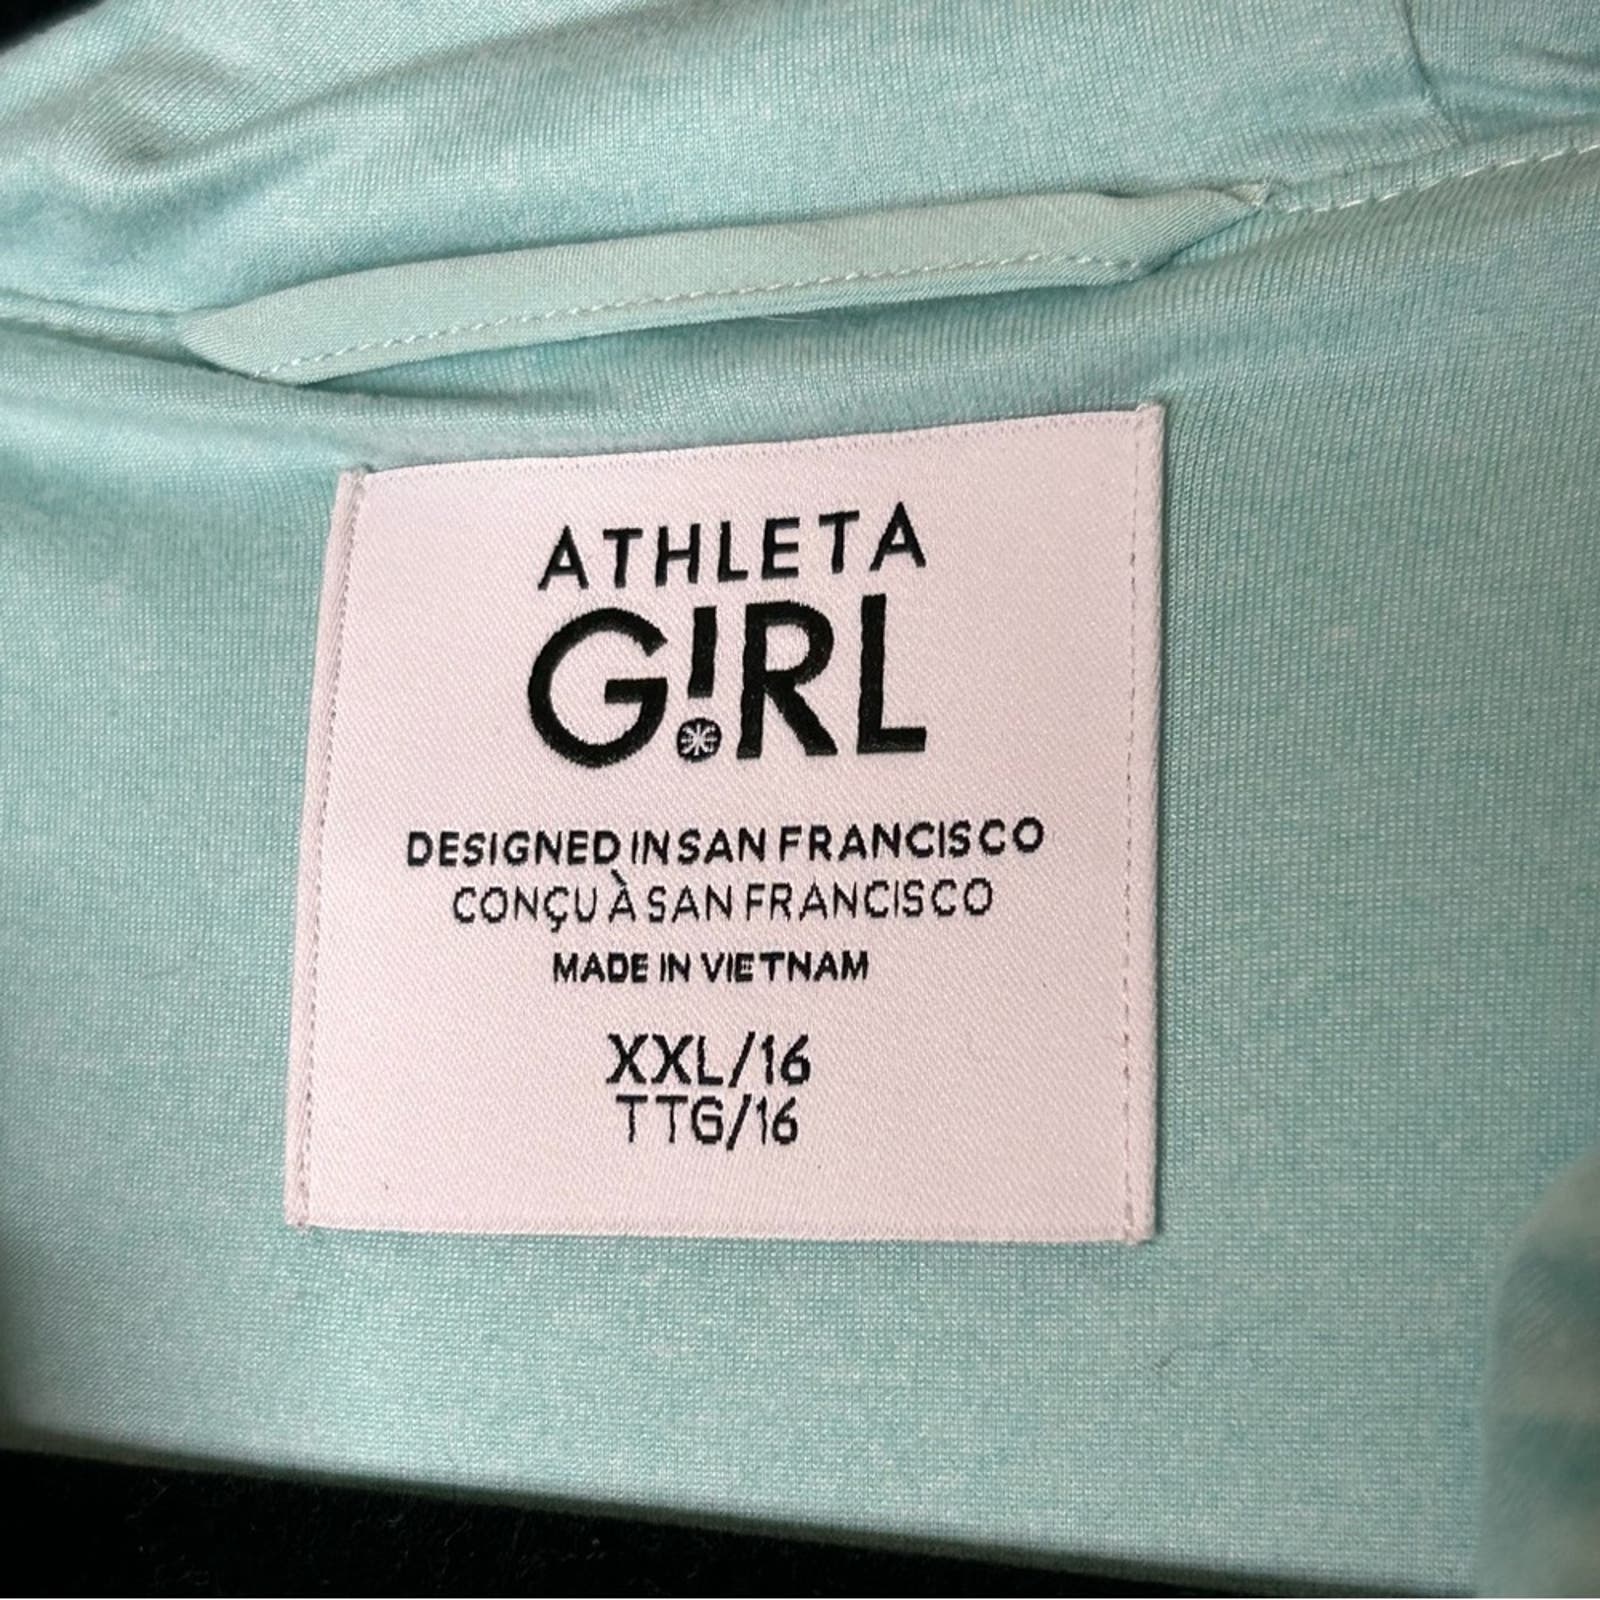 ATHLETA
G!RL
DESIGNED IN SAN FRANCISCO
CONÇU À SAN FRANCISCO
MADE IN VIETNAM
XXL/16
TTG/16